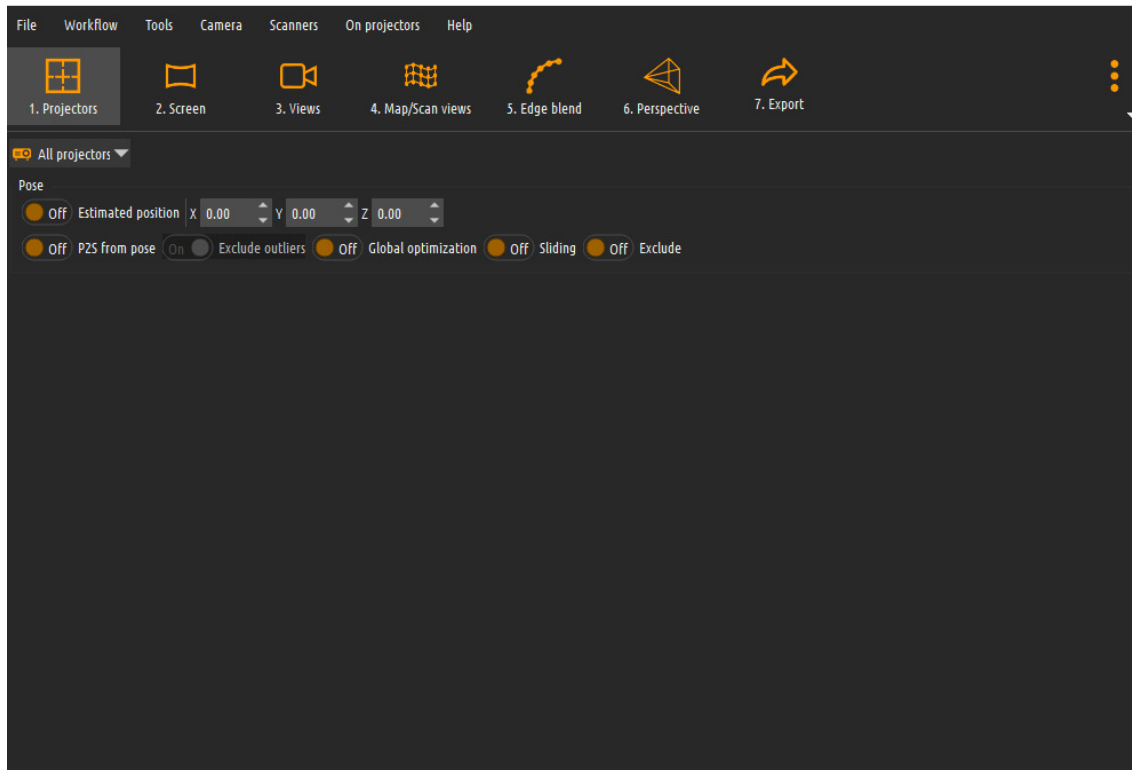 File Workflow Tools Camera Scanners On projectors Help
1. Projectors 2. Screen 3. Views 4. Map/Scan views 5. Edge blend 6. Perspective 7. Export
All projectors
Pose
Off Estimated position X 0.00 Y 0.00 Z 0.00
Off P2S from pose On Exclude outliers Off Global optimization Off Sliding Off Exclude